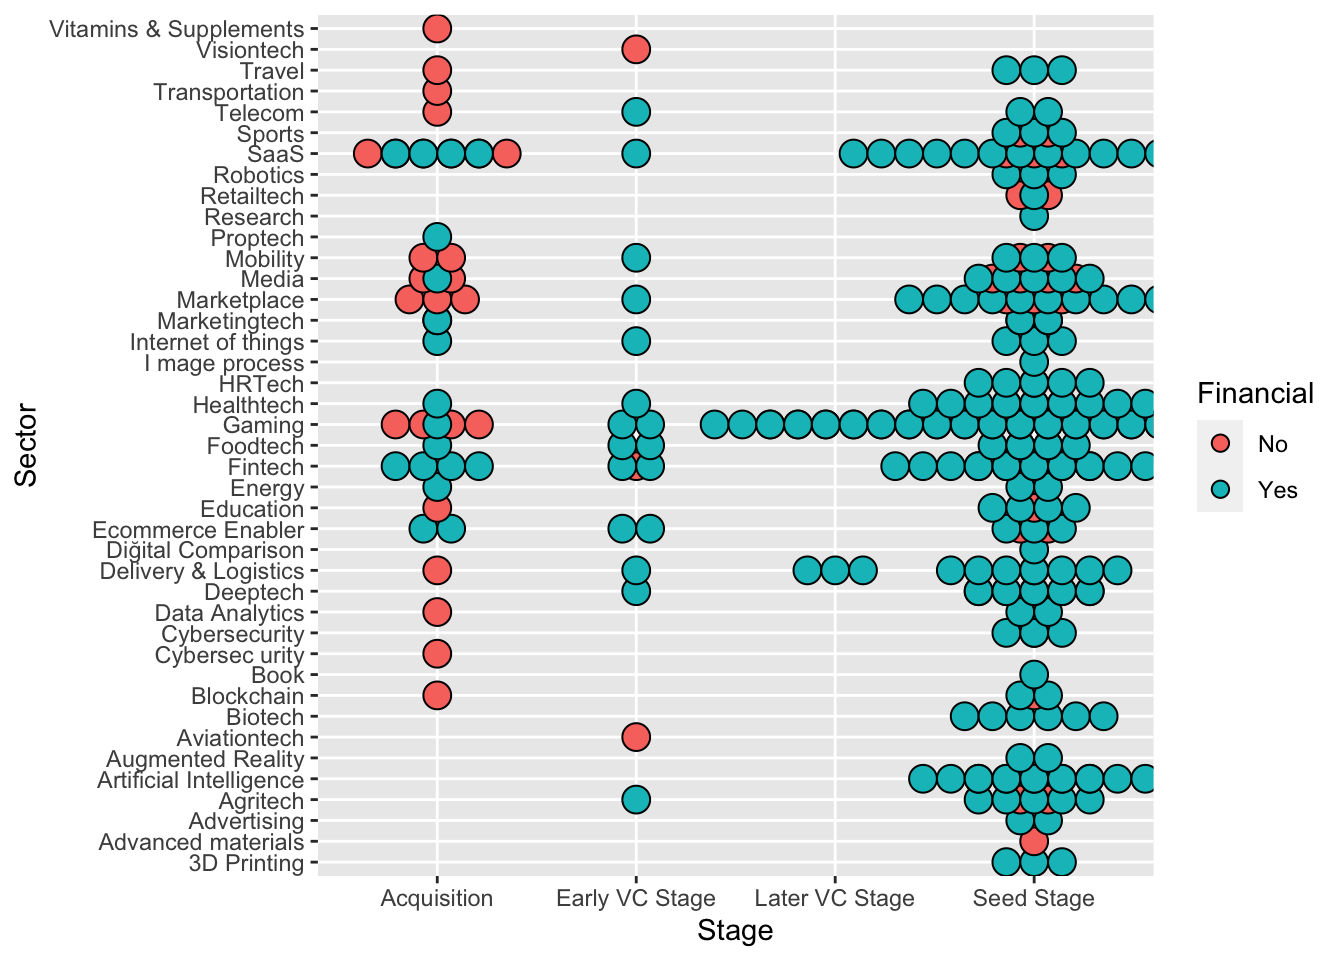 Vitamins & Supplements
Visiontech
Travel
Transportation
Telecom
Sports
SaaS
Robotics
Retailtech
Research
Proptech
Mobility
Media
Marketplace
Marketingtech
Internet of things
I mage process
HRTech
Healthtech
Gaming
Foodtech
Fintech
Energy
Education
Ecommerce Enabler
Digital Comparison
Delivery & Logistics
Deeptech
Data Analytics
Cybersecurity
Cybersec urity
Book
Blockchain
Biotech
Aviationtech
Augmented Reality
Artificial Intelligence
Agritech
Advertising
Advanced materials
3D Printing
Sector
Acquisition
Early VC Stage
Later VC Stage
Seed Stage
Stage
Financial
No
Yes